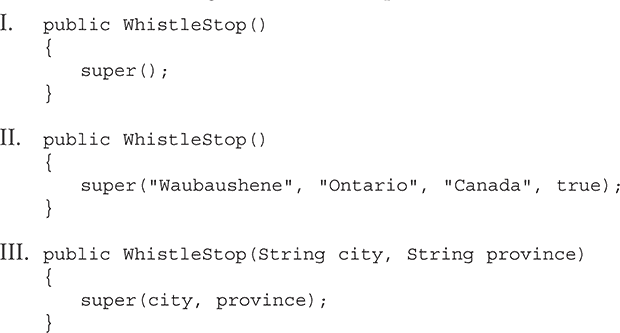 I. public WhistleStop()
{
super();
}
II. public WhistleStop()
{
super("Waubaushene", "Ontario", "Canada", true);
}
III. public WhistleStop(String city, String province)
{
super(city, province);
}